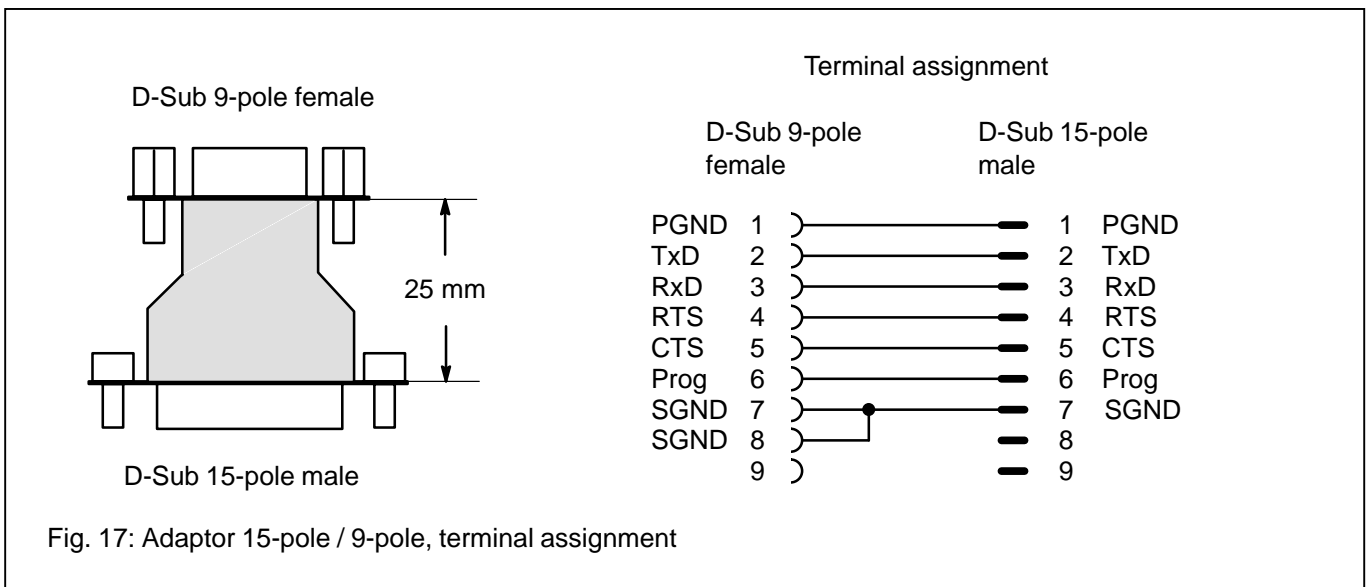 Terminal assignment
D-Sub 9-pole female
D-Sub 9-pole
female
D-Sub 15-pole
male
PGND 1 1 PGND
TxD 2 2 TxD
RxD 3 3 RxD
RTS 4 4 RTS
CTS 5 5 CTS
Prog 6 6 Prog
SGND 7 7 SGND
SGND 8 8
9 9
25 mm
D-Sub 15-pole male
Fig. 17: Adaptor 15-pole / 9-pole, terminal assignment